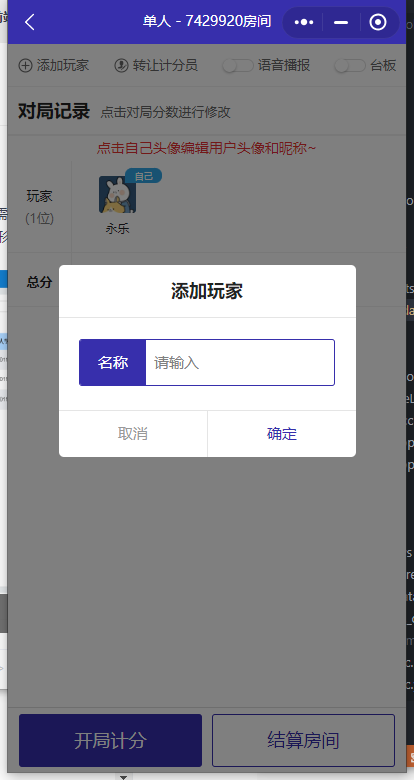 单人 - 7429920房间
添加玩家 转让计分员 语音播报 台板
对局记录 点击对局分数进行修改
点击自己头像编辑用户头像和昵称~
自己
玩家
(1位)
永乐
总分
添加玩家
名称 请输入
取消 确定
开局计分 结算房间